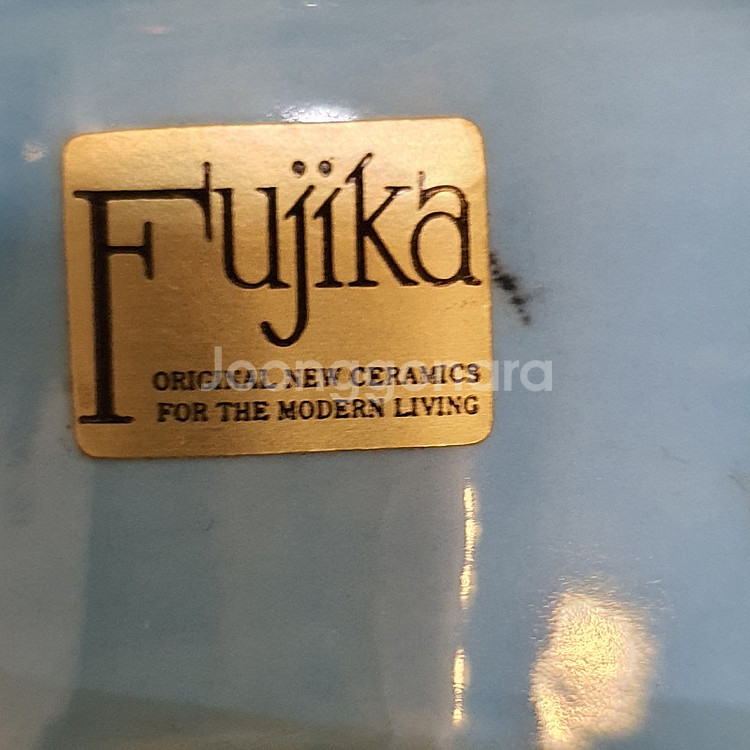 Fujika
ORIGINAL NEW CERAMICS
FOR THE MODERN LIVING
Joonggonara